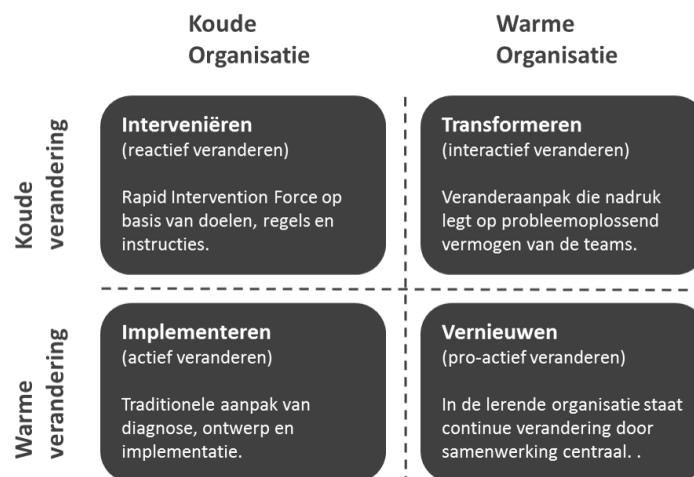 Koude
Organisatie
Warme
Organisatie
Koude
verandering
Interveniëren
(reactief veranderen)
Rapid Intervention Force op
basis van doelen, regels en
instructies.
Transformeren
(interactief veranderen)
Veranderaanpak die nadruk
legt op probleemoplossend
vermogen van de teams.
Warme
verandering
Implementeren
(actief veranderen)
Traditionele aanpak van
diagnose, ontwerp en
implementatie.
Vernieuwen
(pro-actief veranderen)
In de lerende organisatie staat
continue verandering door
samenwerking centraal. .